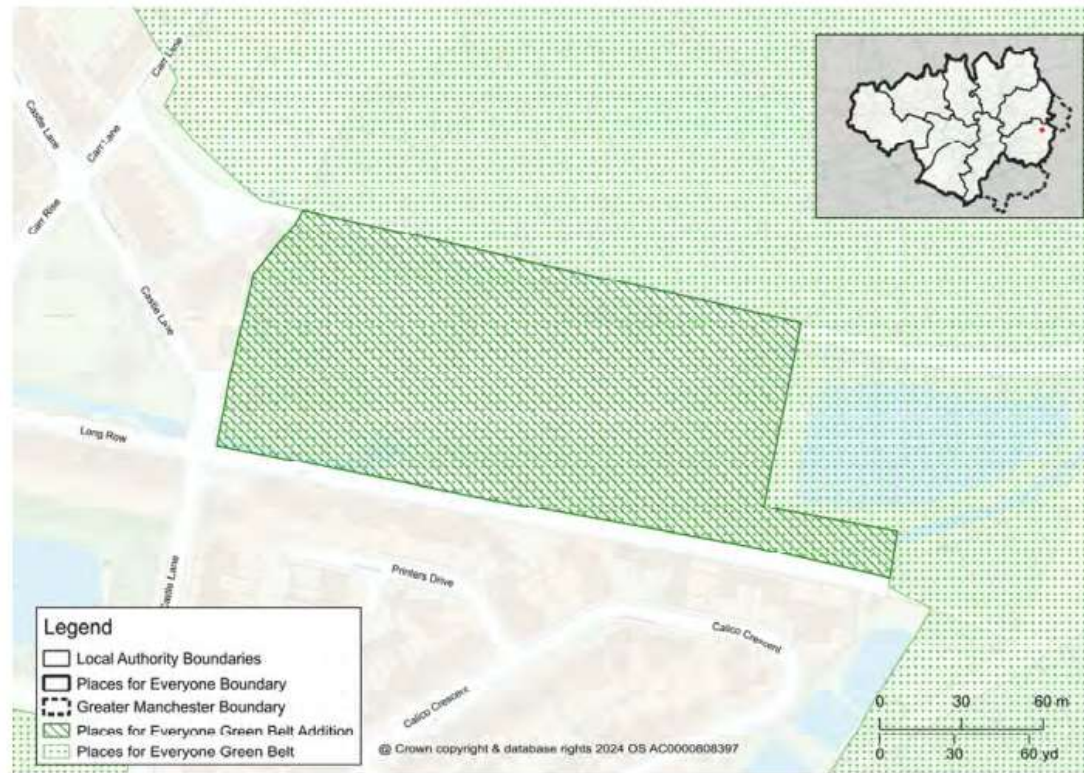 Carr Lane
Castle Lane
Carr Lane
Carr Rise
Castle Lane
Long Row
Castle Lane
Printers Drive
Calico Crescent
Calico Crescent
Legend
Local Authority Boundaries
Places for Everyone Boundary
Greater Manchester Boundary
Places for Everyone Green Belt Addition
Places for Everyone Green Belt
@ Crown copyright & database rights 2024 OS AC0000808397
0 30 60 m
0 30 60 yd